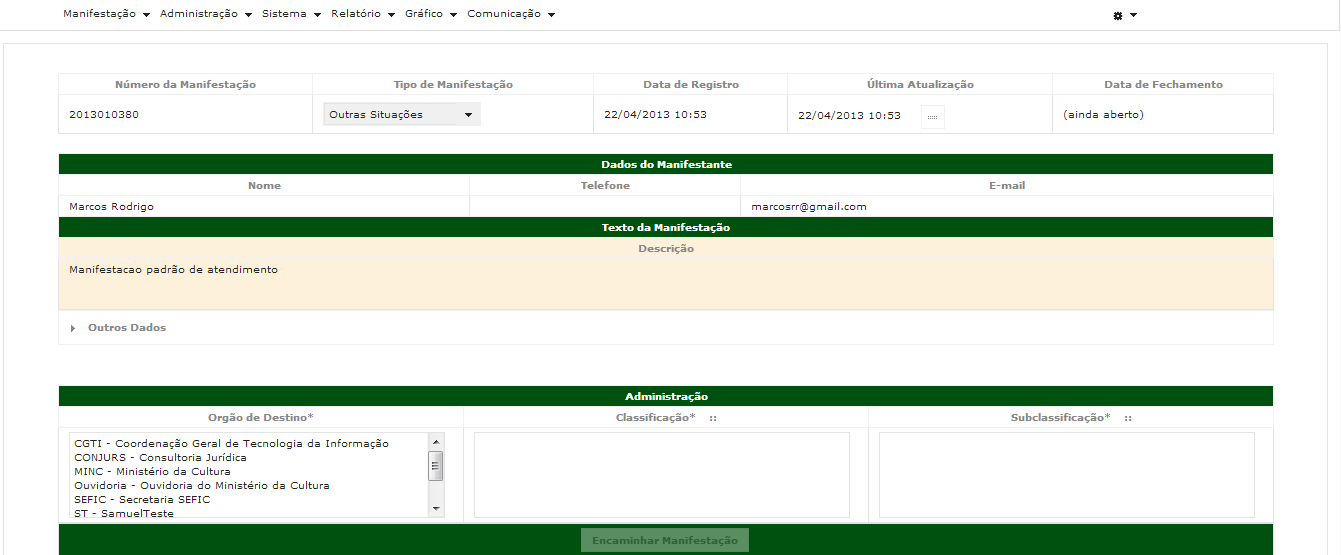 Manifestação Administração Sistema Relatório Gráfico Comunicação
Número da Manifestação Tipo de Manifestação Data de Registro Última Atualização Data de Fechamento
2013010380 Outras Situações 22/04/2013 10:53 22/04/2013 10:53 (ainda aberto)
Dados do Manifestante
Nome Telefone E-mail
Marcos Rodrigo marcosrr@gmail.com
Texto da Manifestação
Descrição
Manifestacao padrão de atendimento
Outros Dados
Administração
Orgão de Destino* Classificação* :: Subclassificação* ::
CGTI - Coordenação Geral de Tecnologia da Informação
CONJURS - Consultoria Jurídica
MINC - Ministério da Cultura
Ouvidoria - Ouvidoria do Ministério da Cultura
SEFIC - Secretaria SEFIC
ST - SamuelTeste
Encaminhar Manifestação